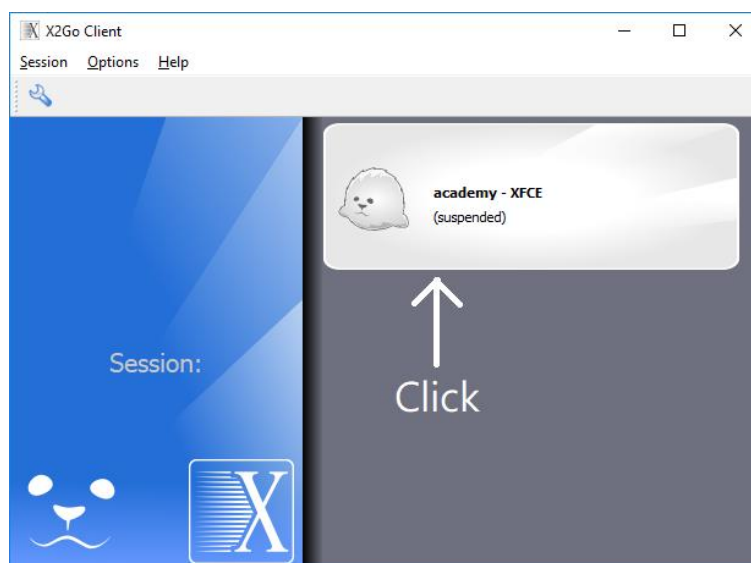 X2Go Client
Session Options Help
academy - XFCE
(suspended)
Session:
Click
X